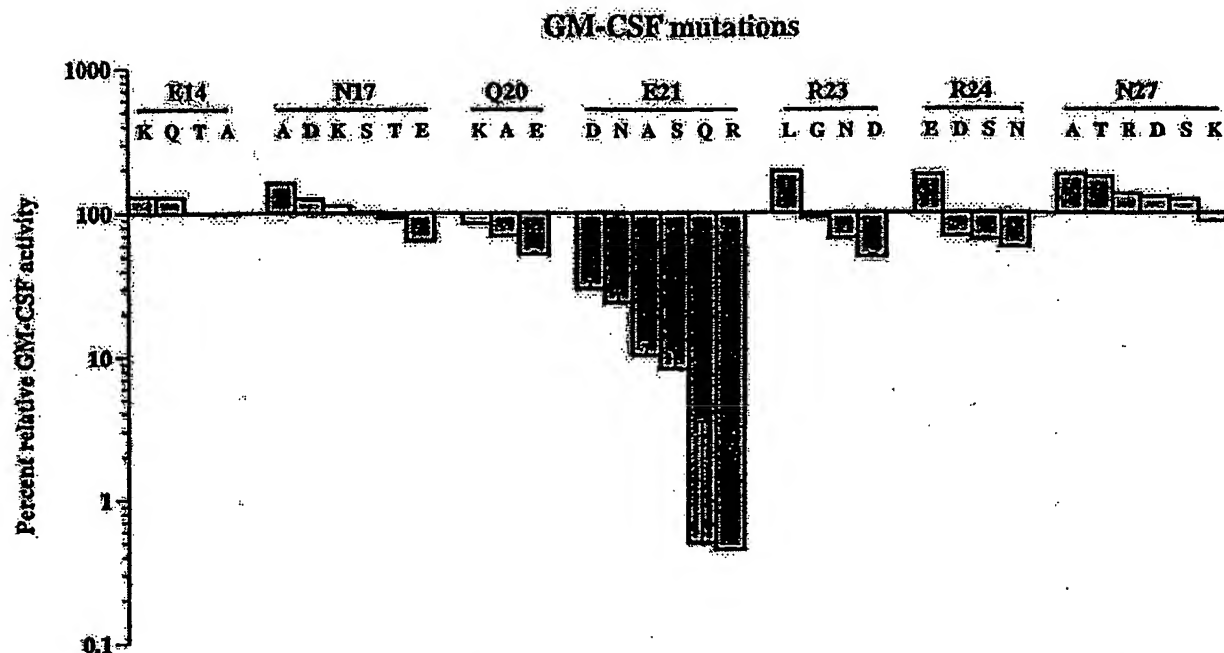 GM-CSF mutations
1000
E14 N17 Q20 E21 R23 R24 N27
K Q T A A D K S T E K A E D N A S Q R L G N D E D S N A T R D S K
100
10
1
0.1
Percent relative GM-CSF activity